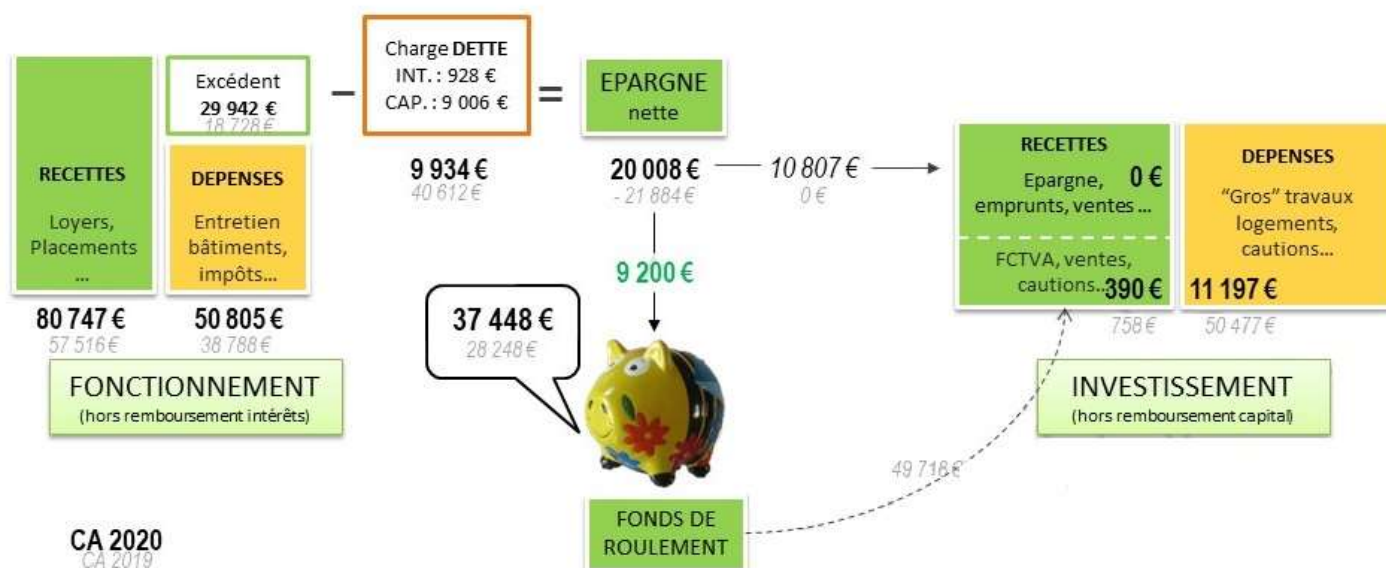 Excédent
29 942 €
18 728 €
RECETTES
Loyers,
Placements
...
80 747 €
57 516 €
DEPENSES
Entretien
bâtiments,
impôts...
50 805 €
38 788 €
FONCTIONNEMENT
(hors remboursement intérêts)
–
Charge DETTE
INT. : 928 €
CAP. : 9 006 €
9 934 €
40 612 €
=
EPARGNE
nette
20 008 €
- 21 884 €
10 807 €
0 €
9 200 €
37 448 €
28 248 €
FONDS DE
ROULEMENT
49 718 €
RECETTES
Epargne, 0 €
emprunts, ventes ...
FCTVA, ventes,
cautions... 390 €
758 €
DEPENSES
"Gros" travaux
logements,
cautions...
11 197 €
50 477 €
INVESTISSEMENT
(hors remboursement capital)
CA 2020
CA 2019